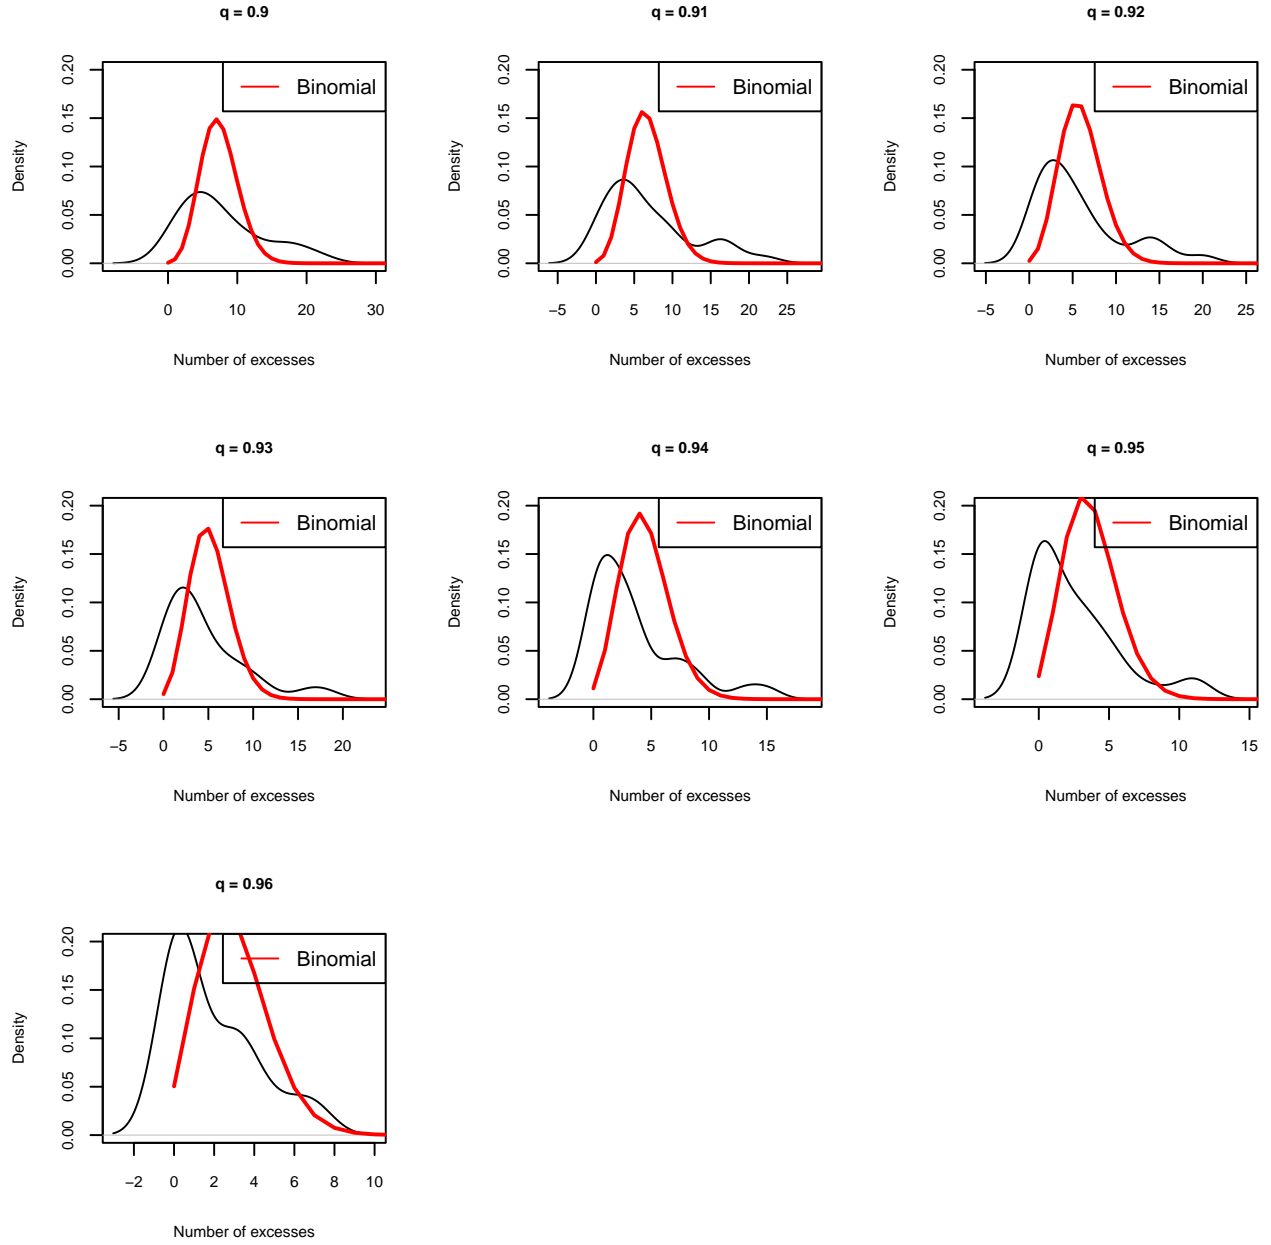 q = 0.9
Density
0.00 0.05 0.10 0.15 0.20
Binomial
0 10 20 30
Number of excesses
q = 0.91
Density
0.00 0.05 0.10 0.15 0.20
Binomial
−5 0 5 10 15 20 25
Number of excesses
q = 0.92
Density
0.00 0.05 0.10 0.15 0.20
Binomial
−5 0 5 10 15 20 25
Number of excesses
q = 0.93
Density
0.00 0.05 0.10 0.15 0.20
Binomial
−5 0 5 10 15 20
Number of excesses
q = 0.94
Density
0.00 0.05 0.10 0.15 0.20
Binomial
0 5 10 15
Number of excesses
q = 0.95
Density
0.00 0.05 0.10 0.15 0.20
Binomial
0 5 10 15
Number of excesses
q = 0.96
Density
0.00 0.05 0.10 0.15 0.20
Binomial
−2 0 2 4 6 8 10
Number of excesses